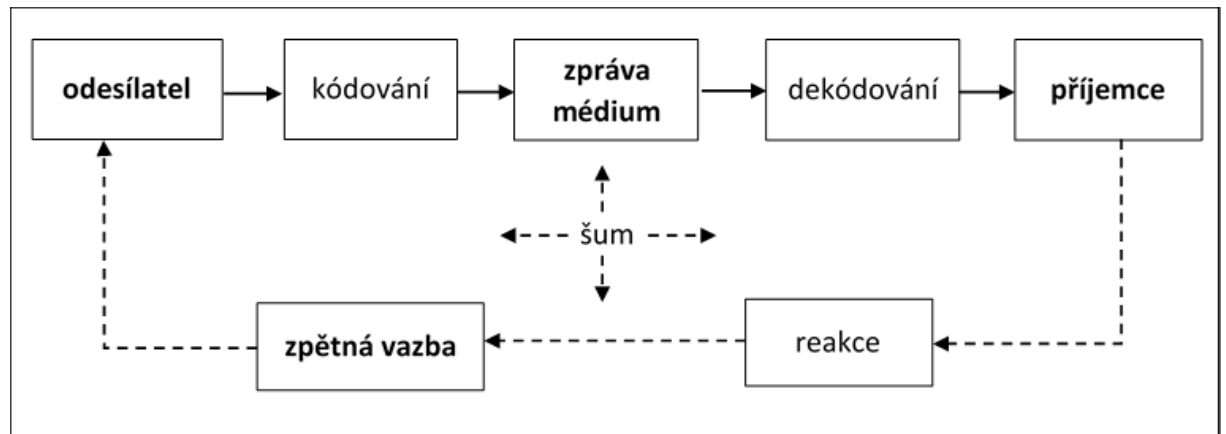 odesílatel
kódování
zpráva
médium
dekódování
příjemce
šum
zpětná vazba
reakce